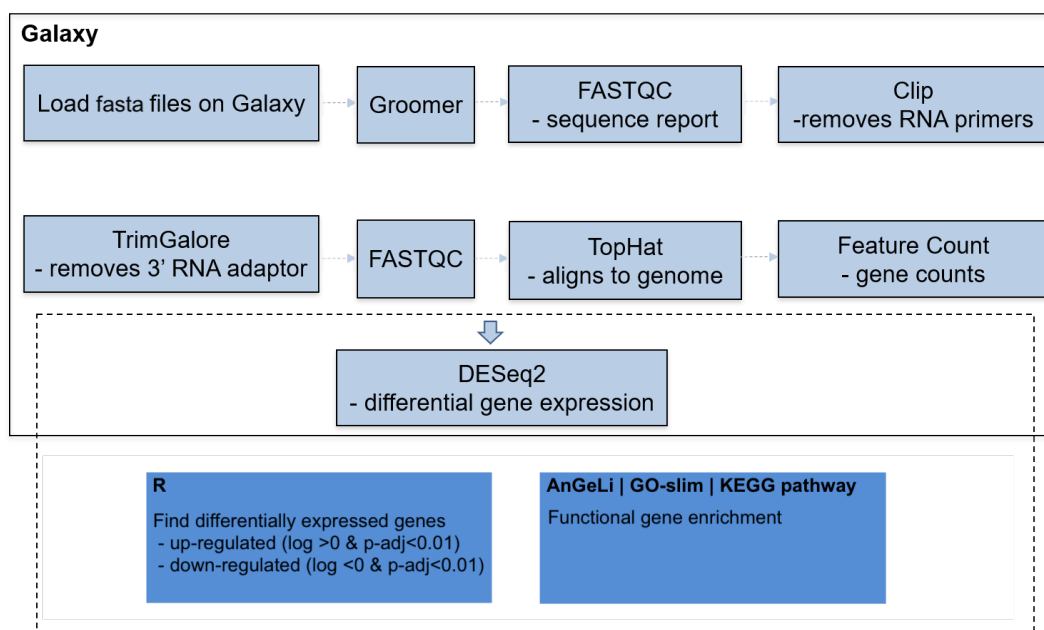 Galaxy
Load fasta files on Galaxy
Groomer
FASTQC
- sequence report
Clip
-removes RNA primers
TrimGalore
- removes 3’ RNA adaptor
FASTQC
TopHat
- aligns to genome
Feature Count
- gene counts
DESeq2
- differential gene expression
R
Find differentially expressed genes
- up-regulated (log >0 & p-adj<0.01)
- down-regulated (log <0 & p-adj<0.01)
AnGeLi | GO-slim | KEGG pathway
Functional gene enrichment